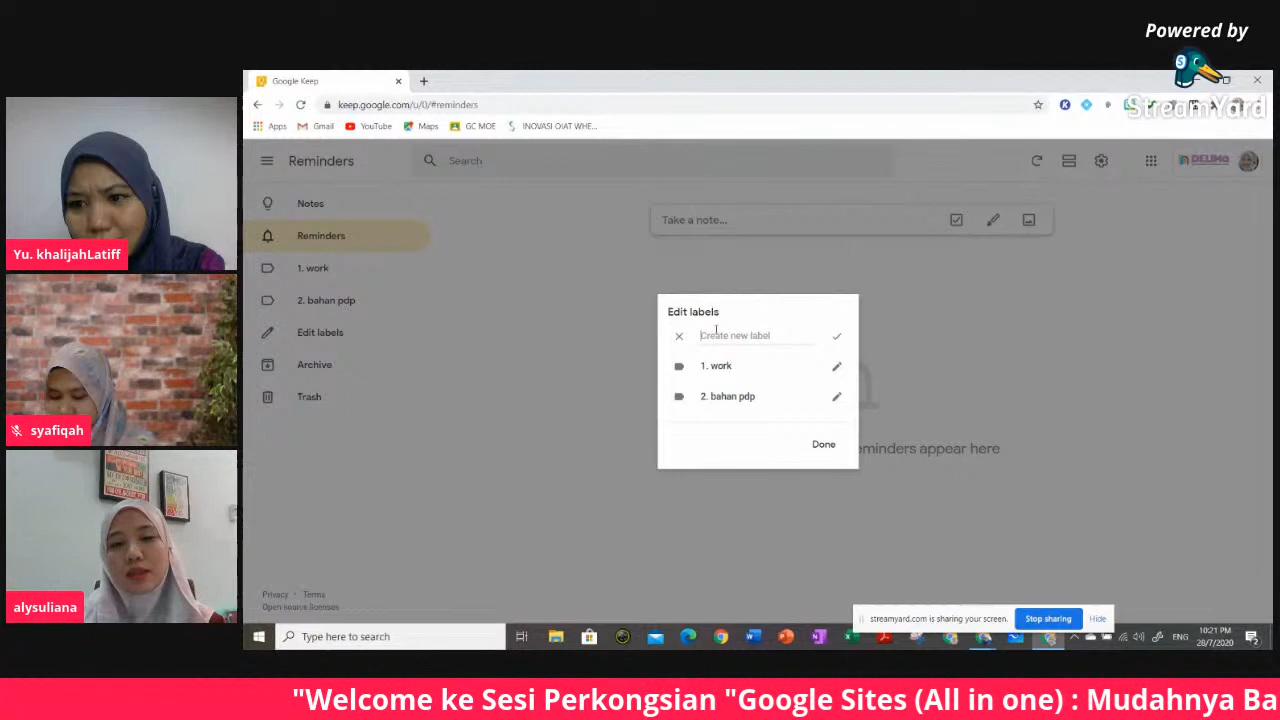 Powered by
StreamYard
Google Keep
keep.google.com/u/0/#reminders
Apps Gmail YouTube Maps GC MOE INOVASI OIAT WHE...
Reminders
Search
DELIMa
Notes
Reminders
1. work
2. bahan pdp
Edit labels
Archive
Trash
Take a note...
Edit labels
Create new label
1. work
2. bahan pdp
Done
eminders appear here
Privacy · Terms
Open source licenses
streamyard.com is sharing your screen. Stop sharing Hide
Type here to search
ENG
10:21 PM
28/7/2020
2
Yu. khalijahLatiff
syafiqah
alysuliana
"Welcome ke Sesi Perkongsian "Google Sites (All in one) : Mudahnya Ba